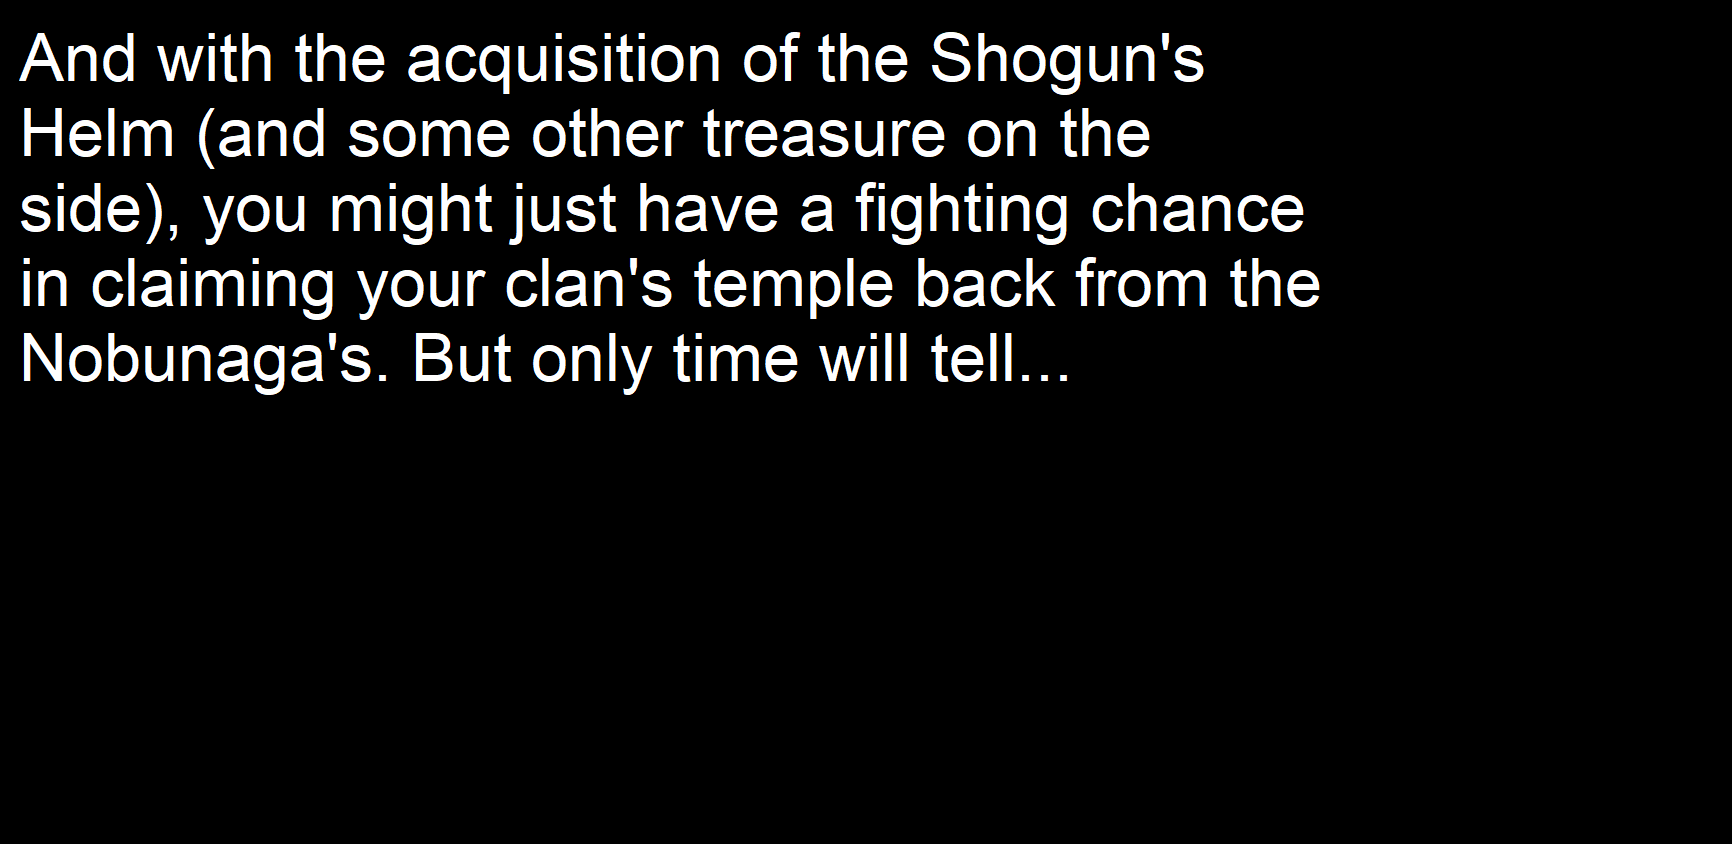 And with the acquisition of the Shogun's
Helm (and some other treasure on the
side), you might just have a fighting chance
in claiming your clan's temple back from the
Nobunaga's. But only time will tell...